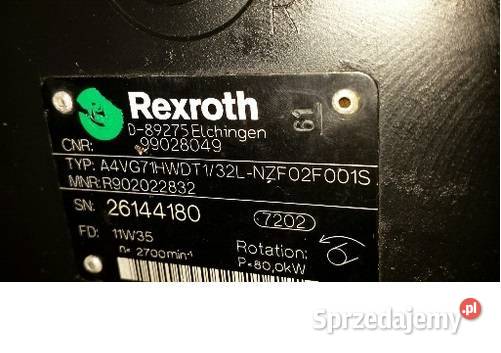 Rexroth
D-89275 Elchingen
61
CNR: 99028049
TYP: A4VG71HWDT1/32L-NZF02F001S
MNR: R902022832
SN: 26144180 7202
FD: 11W35 Rotation:
n= 2700min-1 P=80,0kW
Sprzedajemy.pl